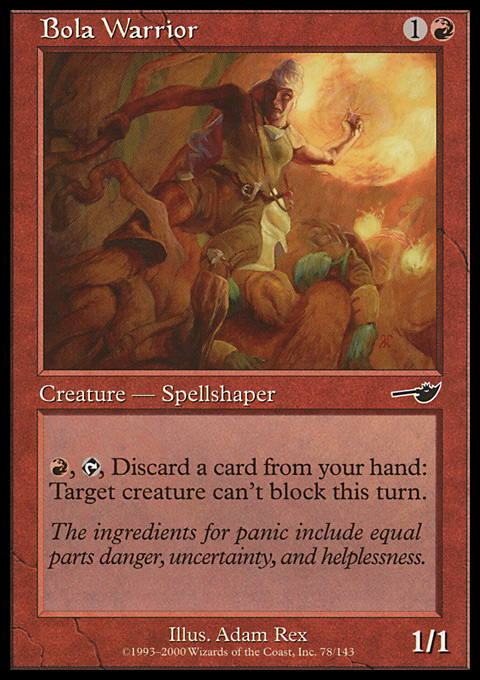 Bola Warrior 1
Creature — Spellshaper
, , Discard a card from your hand:
Target creature can't block this turn.
The ingredients for panic include equal
parts danger, uncertainty, and helplessness.
Illus. Adam Rex
©1993–2000 Wizards of the Coast, Inc. 78/143
1/1